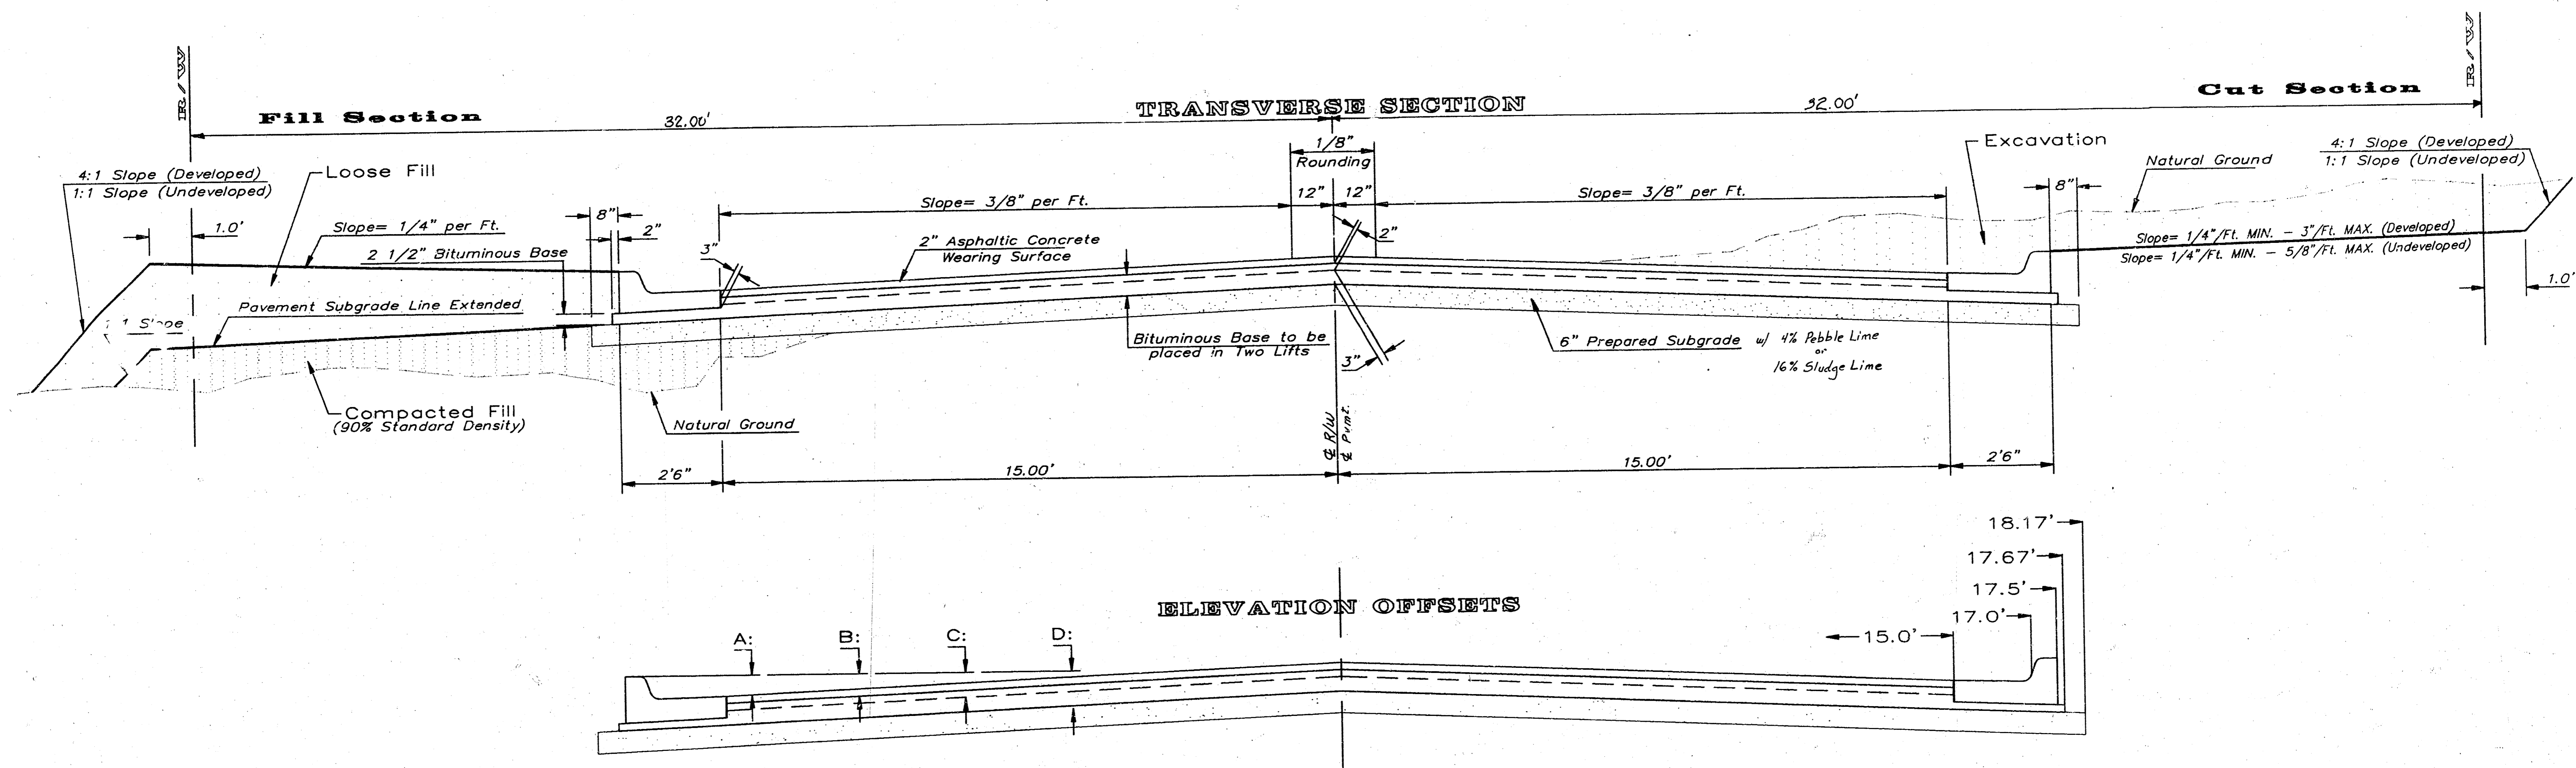 R/W
R/W
Fill Section
TRANSVERSE SECTION
Cut Section
32.00'
32.00'
1/8"
Rounding
12"
12"
Excavation
4:1 Slope (Developed)
1:1 Slope (Undeveloped)
Natural Ground
4:1 Slope (Developed)
1:1 Slope (Undeveloped)
Loose Fill
Slope= 3/8" per Ft.
Slope= 3/8" per Ft.
8"
8"
1.0'
Slope= 1/4" per Ft.
2"
3"
2" Asphaltic Concrete
Wearing Surface
2"
2 1/2" Bituminous Base
Slope= 1/4"/Ft. MIN. - 3"/Ft. MAX. (Developed)
Slope= 1/4"/Ft. MIN. - 5/8"/Ft. MAX. (Undeveloped)
1.0'
Pavement Subgrade Line Extended
1 Slope
Bituminous Base to be
placed in Two Lifts
3"
6" Prepared Subgrade w/ 4% Pebble Lime
or
16% Sludge Lime
Compacted Fill
(90% Standard Density)
Natural Ground
℄ R/W
℄ Pvmt.
2'6"
15.00'
15.00'
2'6"
18.17'
17.67'
17.5'
17.0'
15.0'
ELEVATION OFFSETS
A:
B:
C:
D: